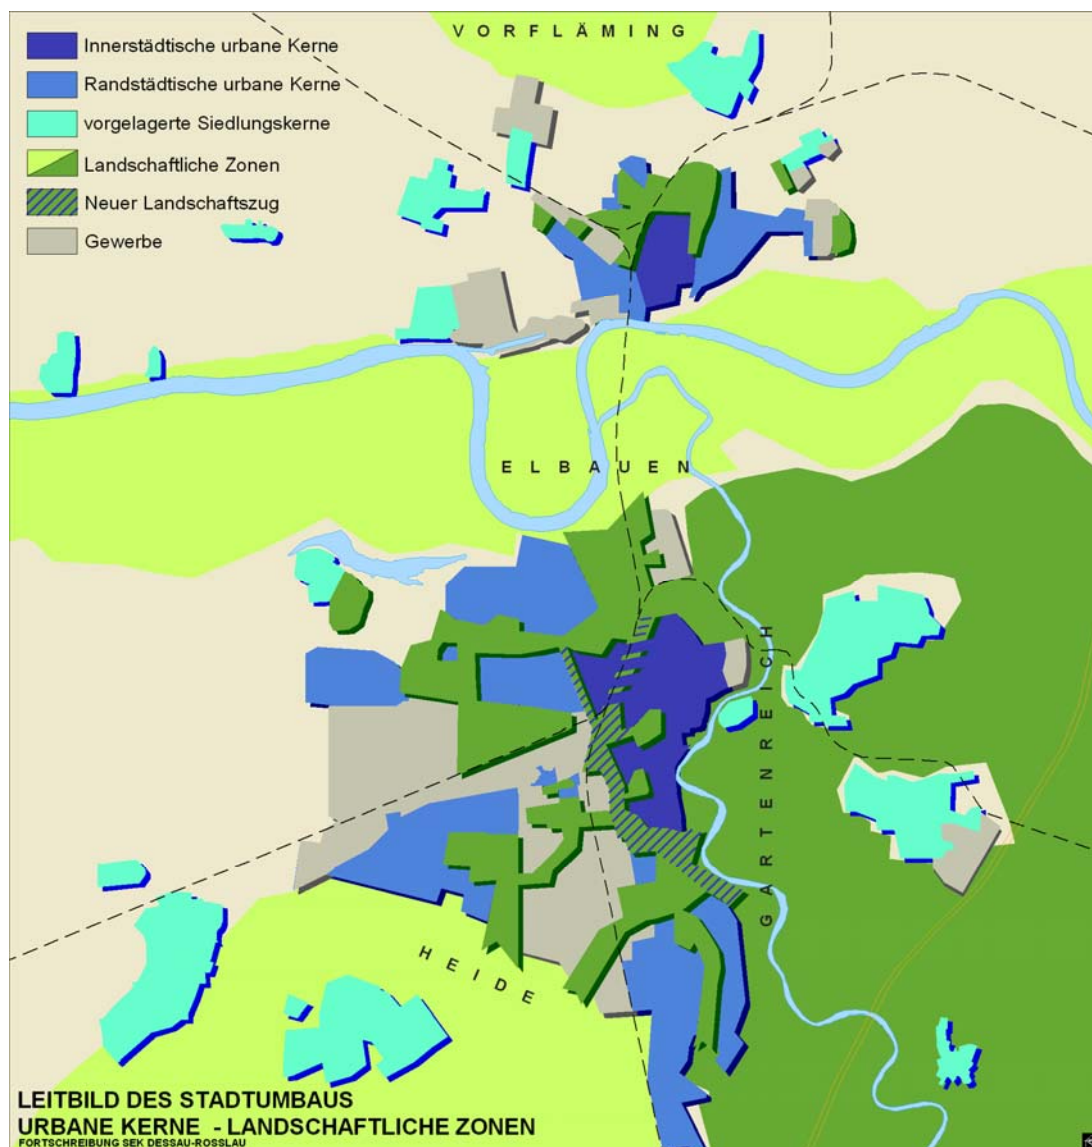 VORFLÄMING
Innerstädtische urbane Kerne
Randstädtische urbane Kerne
vorgelagerte Siedlungskerne
Landschaftliche Zonen
Neuer Landschaftszug
Gewerbe
ELBAUEN
GARTENREICH
HEIDE
LEITBILD DES STADTUMBAUS
URBANE KERNE - LANDSCHAFTLICHE ZONEN
FORTSCHREIBUNG SEK DESSAU-ROSSLAU